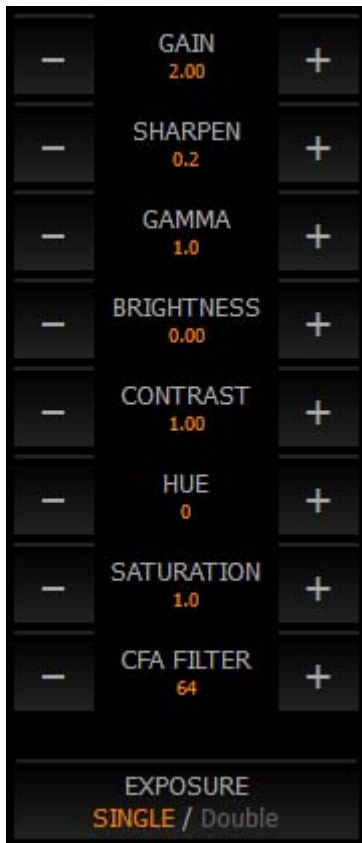 GAIN
− 2.00 +
SHARPEN
− 0.2 +
GAMMA
− 1.0 +
BRIGHTNESS
− 0.00 +
CONTRAST
− 1.00 +
HUE
− 0 +
SATURATION
− 1.0 +
CFA FILTER
− 64 +
EXPOSURE
SINGLE / Double